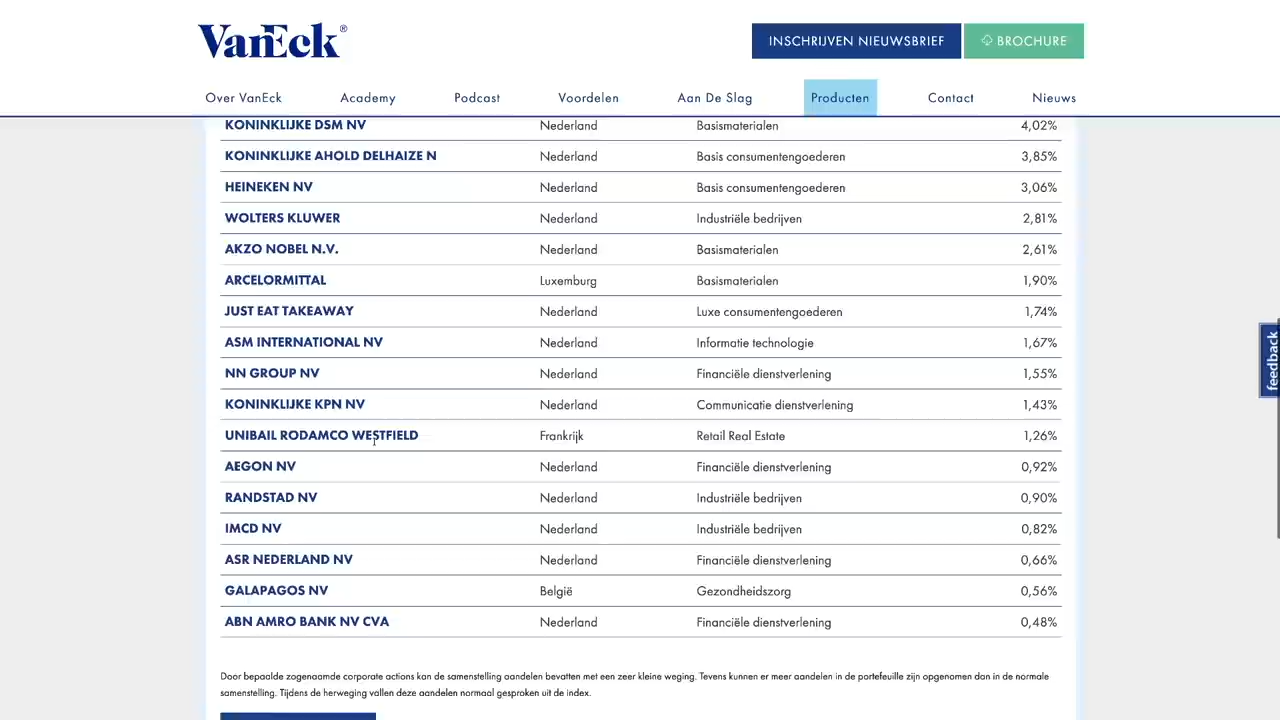 VanEck®
INSCHRIJVEN NIEUWSBRIEF
BROCHURE
Over VanEck Academy Podcast Voordelen Aan De Slag Producten Contact Nieuws
KONINKLIJKE DSM NV Nederland Basismaterialen 4,02%
KONINKLIJKE AHOLD DELHAIZE N Nederland Basis consumentengoederen 3,85%
HEINEKEN NV Nederland Basis consumentengoederen 3,06%
WOLTERS KLUWER Nederland Industriële bedrijven 2,81%
AKZO NOBEL N.V. Nederland Basismaterialen 2,61%
ARCELORMITTAL Luxemburg Basismaterialen 1,90%
JUST EAT TAKEAWAY Nederland Luxe consumentengoederen 1,74%
ASM INTERNATIONAL NV Nederland Informatie technologie 1,67%
NN GROUP NV Nederland Financiële dienstverlening 1,55%
KONINKLIJKE KPN NV Nederland Communicatie dienstverlening 1,43%
UNIBAIL RODAMCO WESTFIELD Frankrijk Retail Real Estate 1,26%
AEGON NV Nederland Financiële dienstverlening 0,92%
RANDSTAD NV Nederland Industriële bedrijven 0,90%
IMCD NV Nederland Industriële bedrijven 0,82%
ASR NEDERLAND NV Nederland Financiële dienstverlening 0,66%
GALAPAGOS NV België Gezondheidszorg 0,56%
ABN AMRO BANK NV CVA Nederland Financiële dienstverlening 0,48%
Door bepaalde zogenaamde corporate actions kan de samenstelling aandelen bevatten met een zeer kleine weging. Tevens kunnen er meer aandelen in de portefeuille zijn opgenomen dan in de normale
samenstelling. Tijdens de herweging vallen deze aandelen normaal gesproken uit de index.
feedback